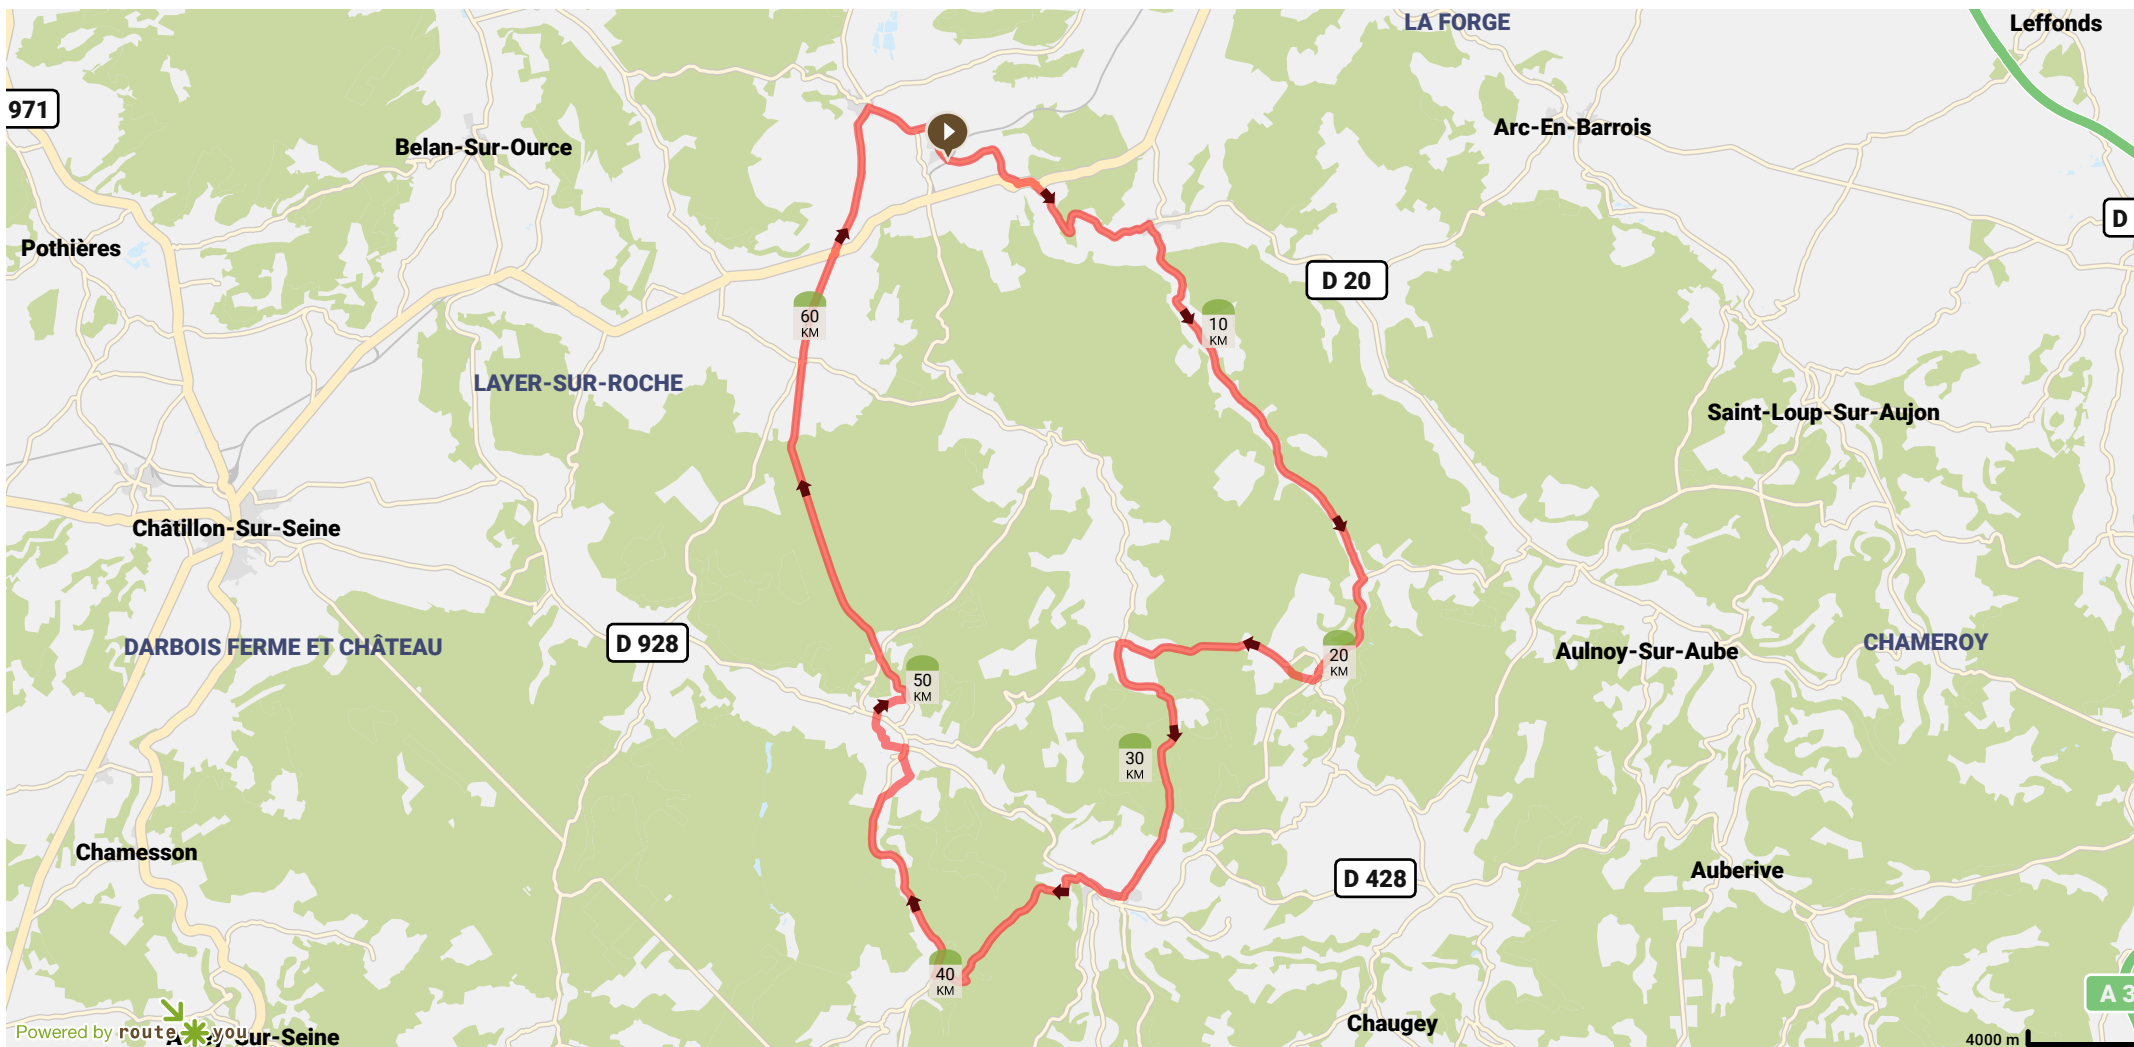 LA FORGE
Leffonds
971
Arc-En-Barrois
Belan-Sur-Ource
D
Pothières
D 20
60
KM
10
KM
LAYER-SUR-ROCHE
Saint-Loup-Sur-Aujon
Châtillon-Sur-Seine
DARBOIS FERME ET CHÂTEAU
D 928
CHAMEROY
Aulnoy-Sur-Aube
20
KM
50
KM
30
KM
Chamesson
Auberive
D 428
40
KM
A 3
Chaugey
Powered by route you
Sur-Seine
4000 m